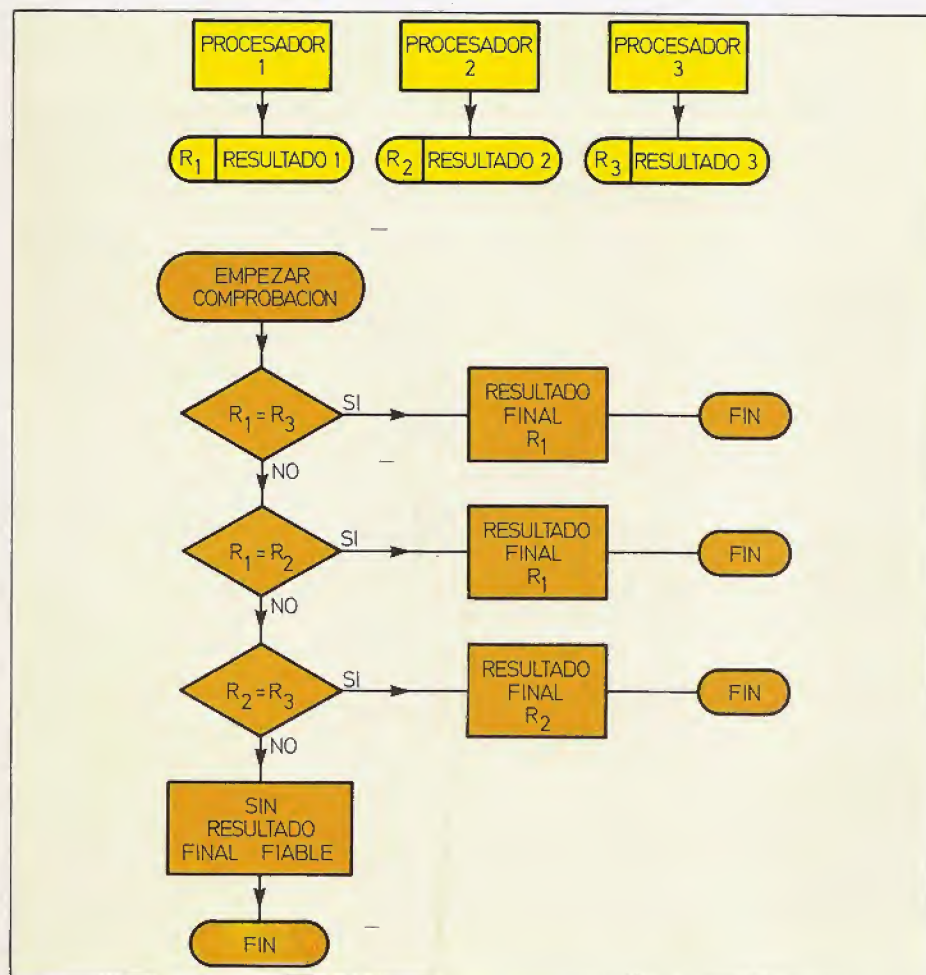 PROCESADOR
1
PROCESADOR
2
PROCESADOR
3
R1 RESULTADO 1
R2 RESULTADO 2
R3 RESULTADO 3
EMPEZAR
COMPROBACION
R1 = R3
SI
RESULTADO
FINAL
R1
FIN
NO
R1 = R2
SI
RESULTADO
FINAL
R1
FIN
NO
R2 = R3
SI
RESULTADO
FINAL
R2
FIN
NO
SIN
RESULTADO
FINAL FIABLE
FIN